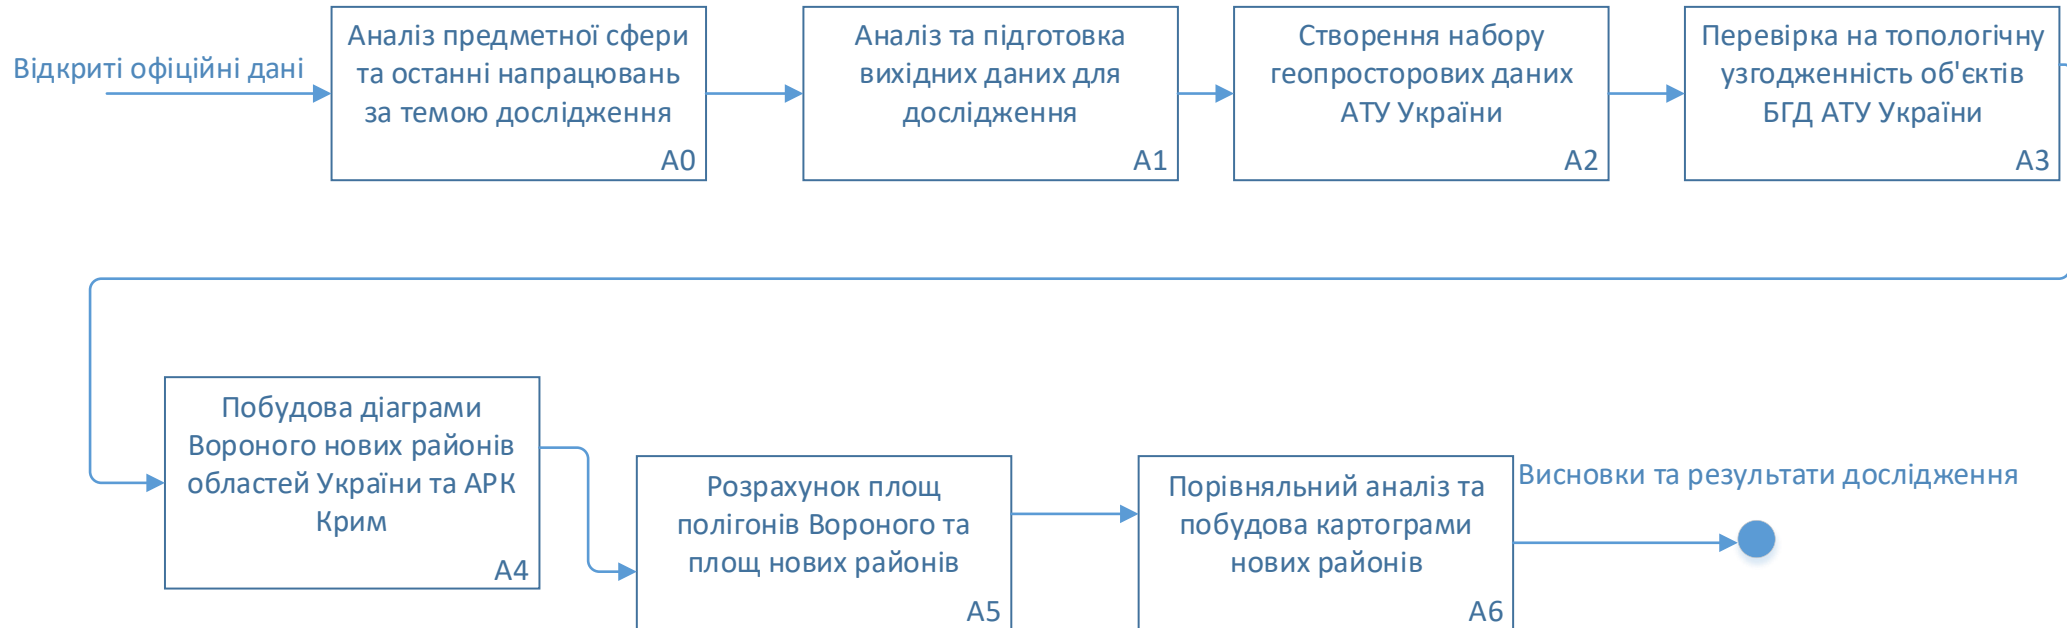 Відкриті офіційні дані
Аналіз предметної сфери
та останні напрацювань
за темою дослідження
A0
Аналіз та підготовка
вихідних даних для
дослідження
A1
Створення набору
геопросторових даних
АТУ України
A2
Перевірка на топологічну
узгодженність об'єктів
БГД АТУ України
A3
Побудова діаграми
Вороного нових районів
областей України та АРК
Крим
A4
Розрахунок площ
полігонів Вороного та
площ нових районів
A5
Порівняльний аналіз та
побудова картограми
нових районів
A6
Висновки та результати дослідження